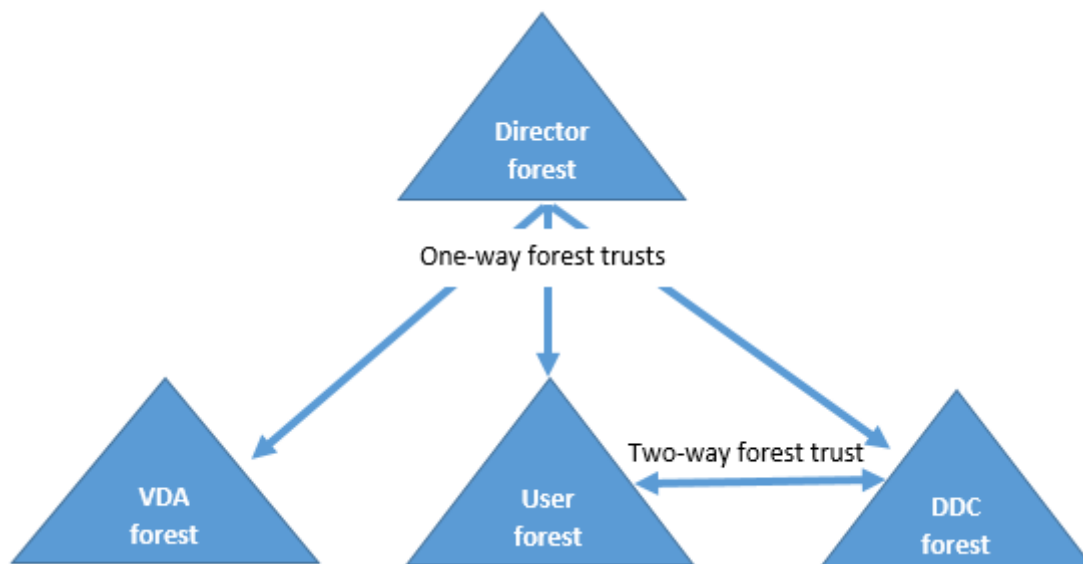 Director
forest
One-way forest trusts
Two-way forest trust
VDA
forest
User
forest
DDC
forest